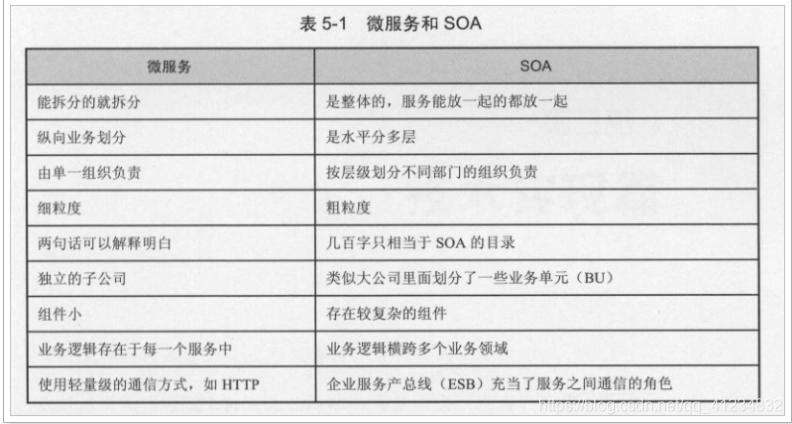 表 5-1 微服务和 SOA
微服务 SOA
能拆分的就拆分 是整体的，服务能放一起的都放一起
纵向业务划分 是水平分多层
由单一组织负责 按层级划分不同部门的组织负责
细粒度 粗粒度
两句话可以解释明白 几百字只相当于 SOA 的目录
独立的子公司 类似大公司里面划分了一些业务单元（BU）
组件小 存在较复杂的组件
业务逻辑存在于每一个服务中 业务逻辑横跨多个业务领域
使用轻量级的通信方式，如 HTTP 企业服务产总线（ESB）充当了服务之间通信的角色
https://blog.csdn.net/qq_41234832